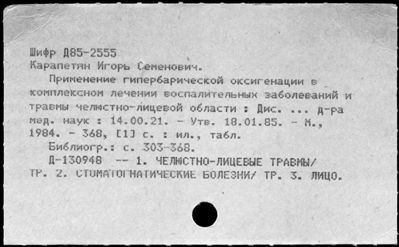 Шифр Д85-2555
Карапетян Игорь Семенович.
Применение гипербарической оксигенации в
комплексном лечении воспалительных заболеваний и
травмы челюстно-лицевой области : Дис. ... д-ра
мед. наук : 14.00.21. - Утв. 18.01.85. - М.,
1984. - 368, [1] с. : ил., табл.
Библиогр.: с. 303-368.
Д-130948 -- 1. ЧЕЛЮСТНО-ЛИЦЕВЫЕ ТРАВМЫ/
ТР. 2. СТОМАТОГНАТИЧЕСКИЕ БОЛЕЗНИ/ ТР. 3. ЛИЦО.